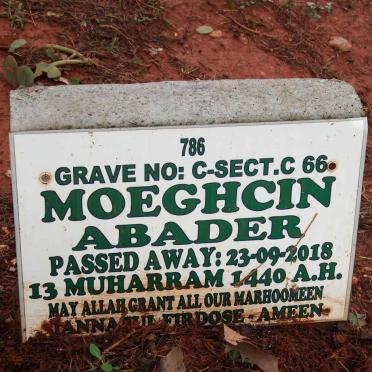 786
GRAVE NO: C-SECT.C 66
MOEGHCIN
ABADER
PASSED AWAY: 23-09-2018
13 MUHARRAM 1440 A.H.
MAY ALLAH GRANT ALL OUR MARHOOMEEN
JANNATUL FIRDOSE . AMEEN